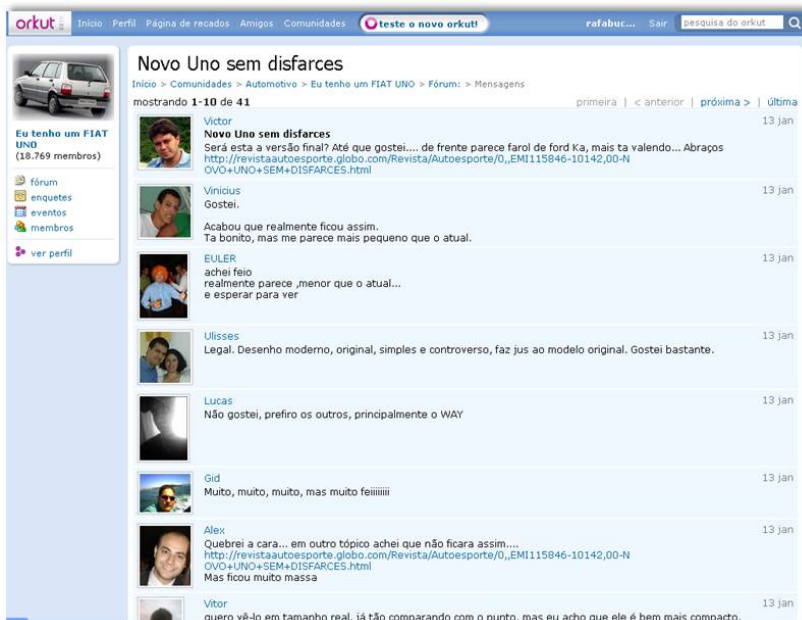 orkut Início Perfil Página de recados Amigos Comunidades teste o novo orkut! rafabuc... Sair pesquisa do orkut
Novo Uno sem disfarces
Início > Comunidades > Automotivo > Eu tenho um FIAT UNO > Fórum: > Mensagens
mostrando 1-10 de 41 primeira | < anterior | próxima > | última
Eu tenho um FIAT
UNO
(18.769 membros)
fórum
enquetes
eventos
membros
ver perfil
Victor 13 jan
Novo Uno sem disfarces
Será esta a versão final? Até que gostei.... de frente parece farol de ford Ka, mais ta valendo... Abraços
http://revistaautoesporte.globo.com/Revista/Autoesporte/0,,EMI115846-10142,00-N
OVO+UNO+SEM+DISFARCES.html
Vinicius 13 jan
Gostei.
Acabou que realmente ficou assim.
Ta bonito, mas me parece mais pequeno que o atual.
EULER 13 jan
achei feio
realmente parece ,menor que o atual...
e esperar para ver
Ulisses 13 jan
Legal. Desenho moderno, original, simples e controverso, faz jus ao modelo original. Gostei bastante.
Lucas 13 jan
Não gostei, prefiro os outros, principalmente o WAY
Gid 13 jan
Muito, muito, muito, mas muito feiiiiiiii
Alex 13 jan
Quebrei a cara... em outro tópico achei que não ficara assim....
http://revistaautoesporte.globo.com/Revista/Autoesporte/0,,EMI115846-10142,00-N
OVO+UNO+SEM+DISFARCES.html
Mas ficou muito massa
Vitor 13 jan
quero vê-lo em tamanho real, já tão comparando com o punto, mas eu acho que ele é bem mais compacto.